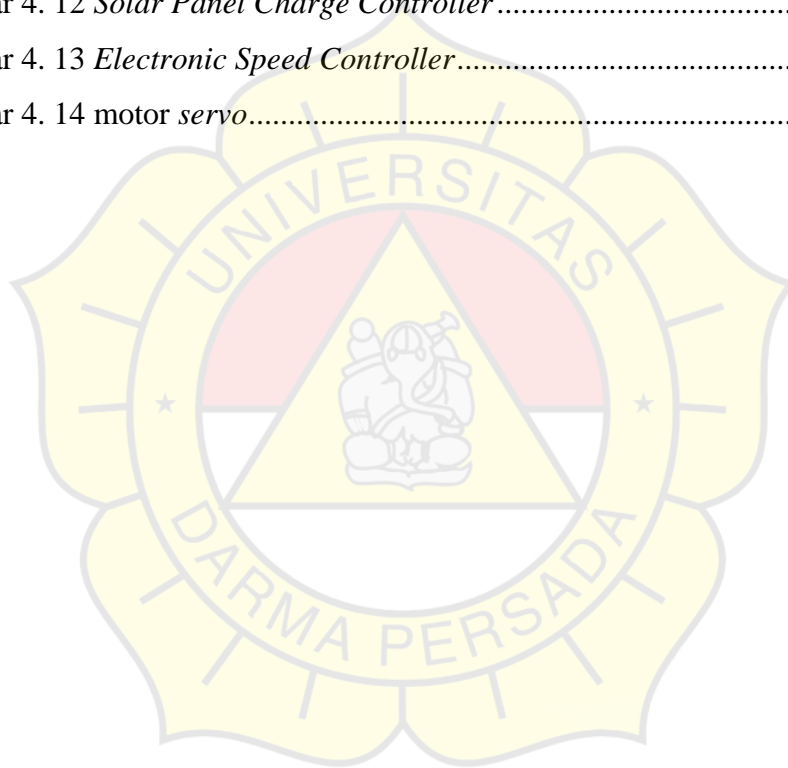 ar 4. 12 Solar Panel Charge Controller.....................................
ar 4. 13 Electronic Speed Controller..........................................
ar 4. 14 motor servo....................................................................
UNIVERSITAS
DARMA PERSADA